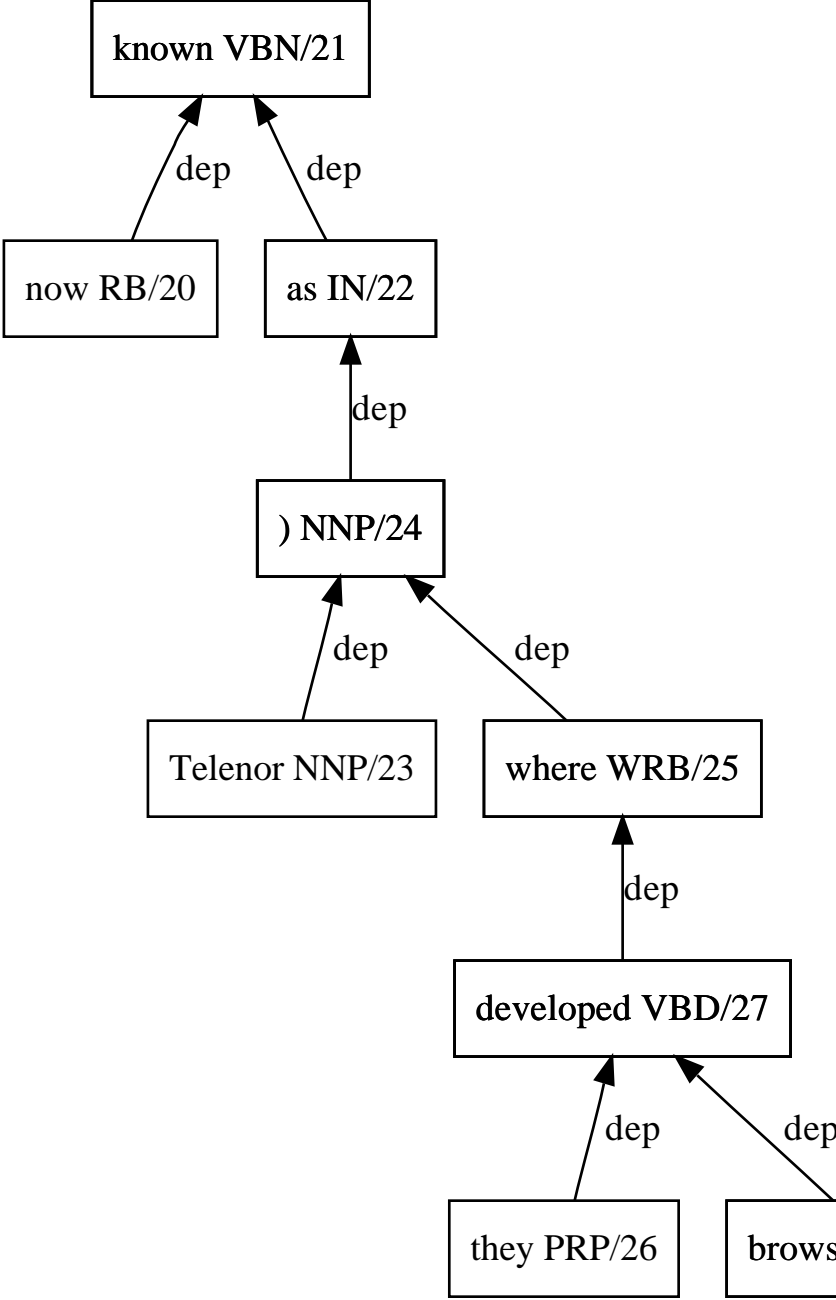 known VBN/21
dep dep
now RB/20 as IN/22
dep
) NNP/24
dep dep
Telenor NNP/23 where WRB/25
dep
developed VBD/27
dep dep
they PRP/26 brows